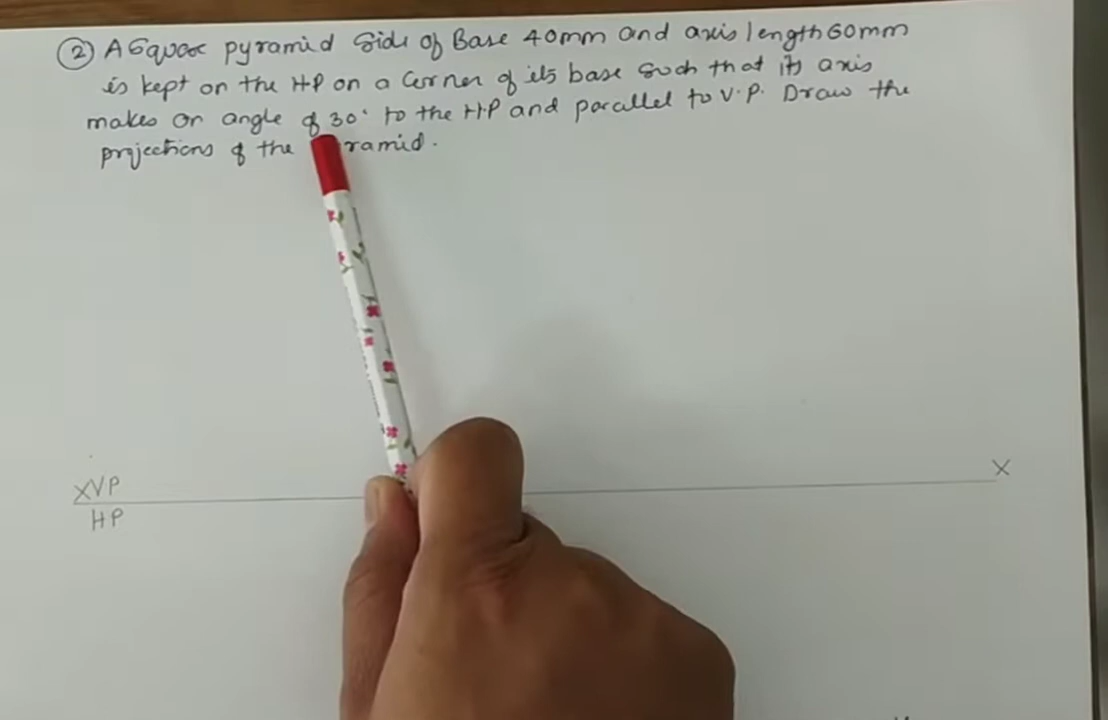 ② A Square pyramid Side of Base 40mm and axis length 60mm
is kept on the HP on a Corner of its base Such that its axis
makes an angle of 30° to the HP and parallel to V.P. Draw the
projections of the ramid.
XVP X
HP